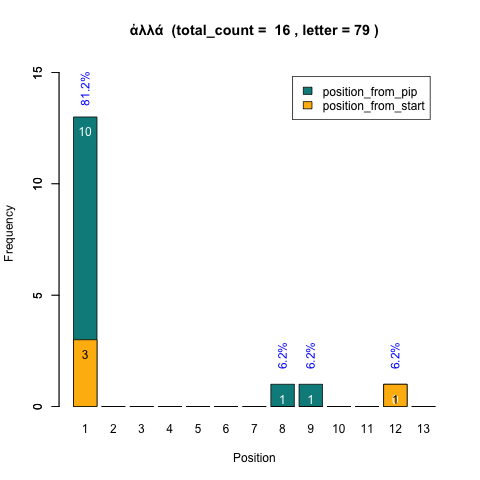 ἀλλά (total_count = 16 , letter = 79 )
position_from_pip
position_from_start
Frequency
15
10
5
0
81.2%
10
3
6.2%
1
6.2%
1
6.2%
1
1 2 3 4 5 6 7 8 9 10 11 12 13
Position